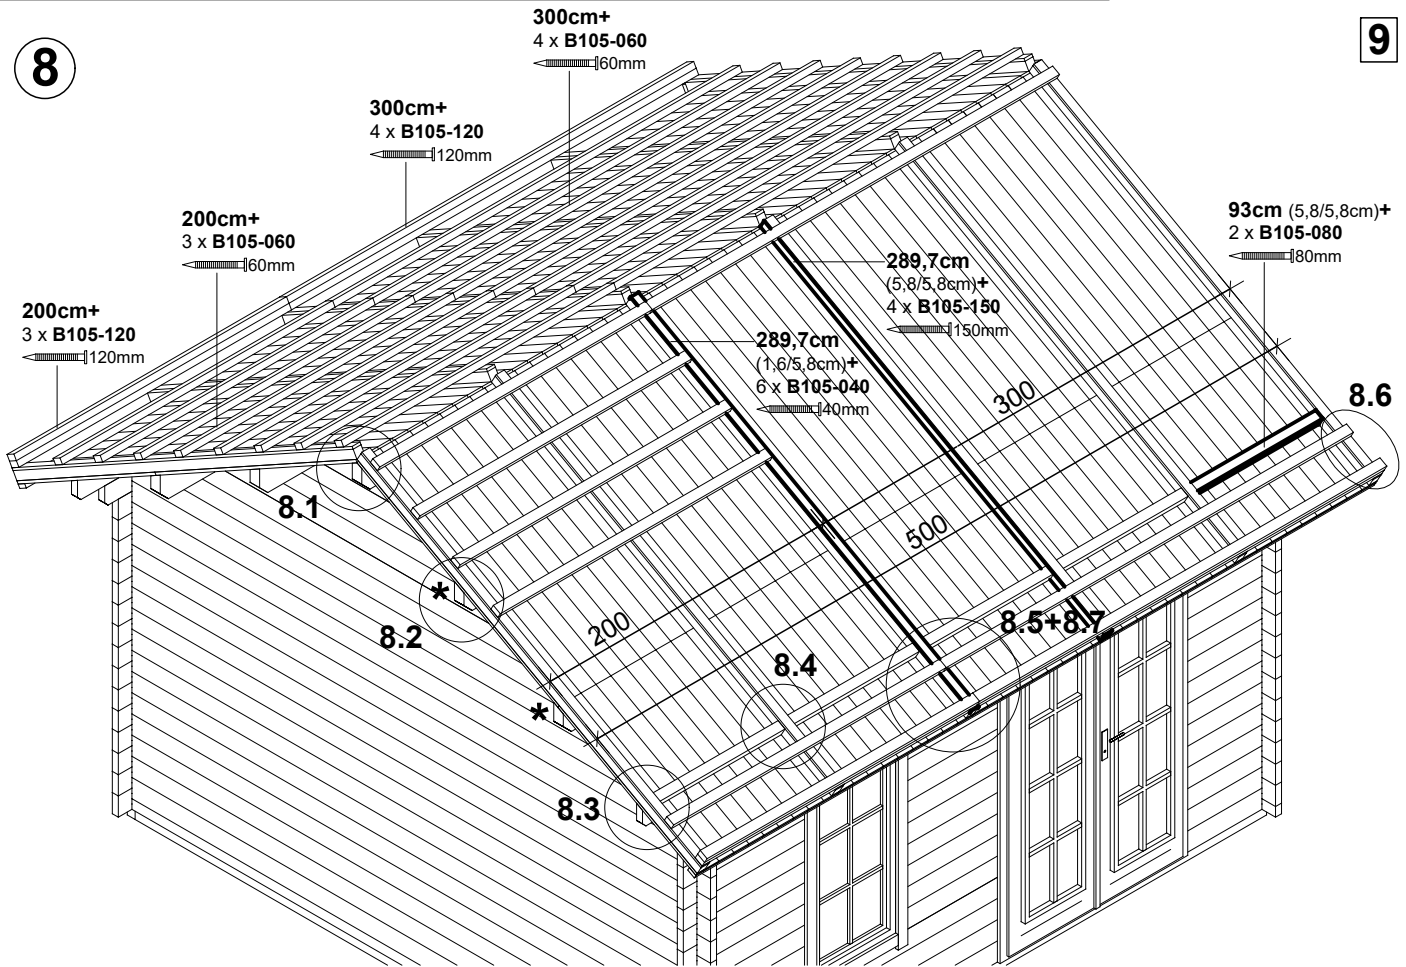 8
9
300cm+
4 x B105-060
60mm
300cm+
4 x B105-120
120mm
200cm+
3 x B105-060
60mm
200cm+
3 x B105-120
120mm
93cm (5,8/5,8cm)+
2 x B105-080
80mm
289,7cm
(5,8/5,8cm)+
4 x B105-150
150mm
289,7cm
(1,6/5,8cm)+
6 x B105-040
40mm
300
8.6
8.1
500
*
8.2
200
8.5+8.7
8.4
*
8.3